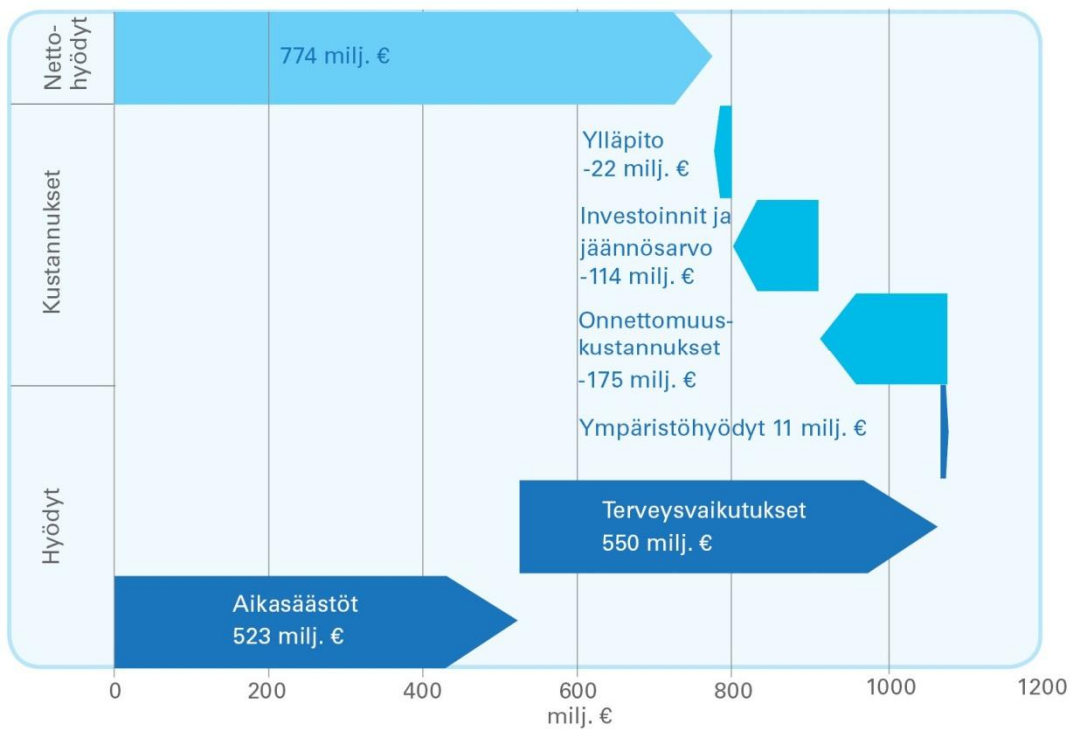 Netto-
hyödyt
774 milj. €
Kustannukset
Ylläpito
-22 milj. €
Investoinnit ja
jäännösarvo
-114 milj. €
Onnettomuus-
kustannukset
-175 milj. €
Hyödyt
Ympäristöhyödyt 11 milj. €
Terveysvaikutukset
550 milj. €
Aikasäästöt
523 milj. €
0 200 400 600 800 1000 1200
milj. €